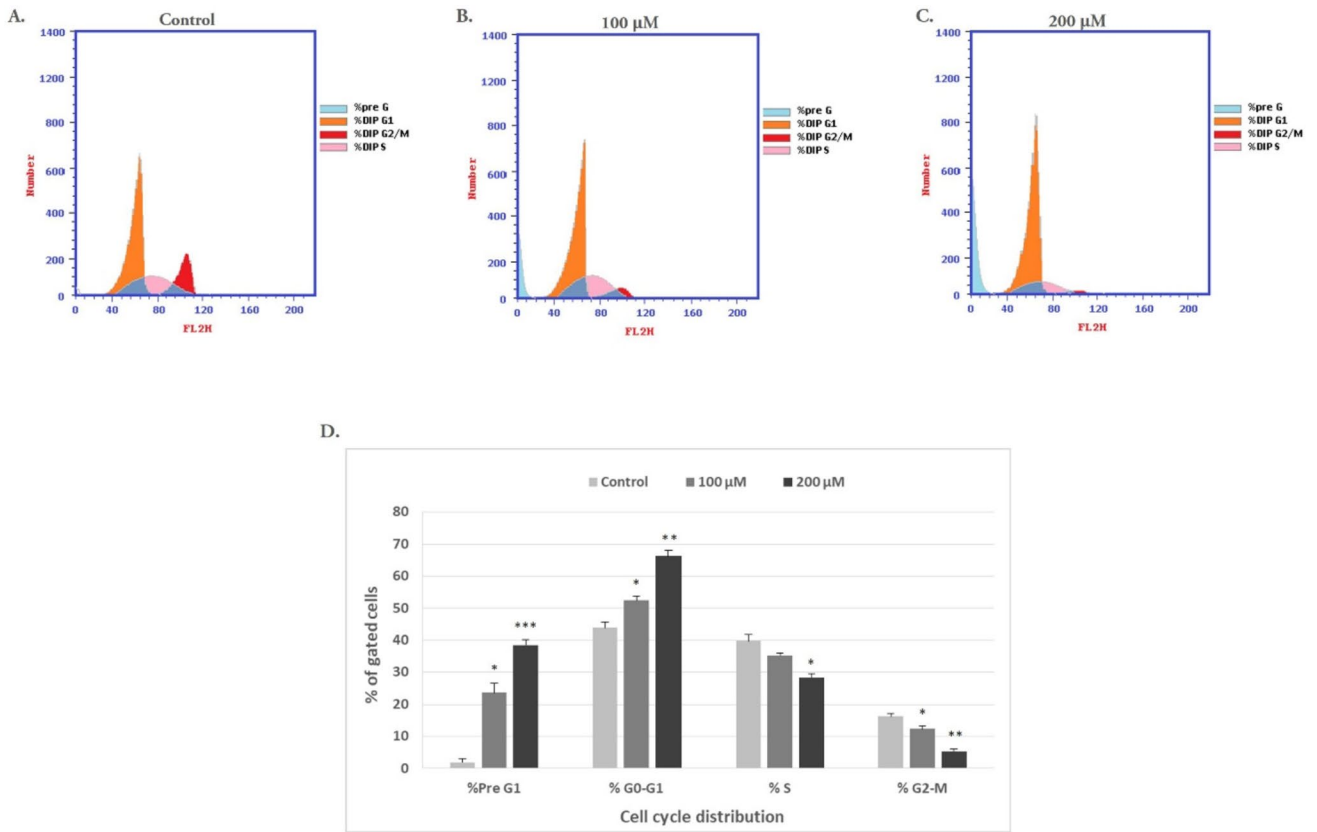 A.
Control
1400
1200
1000
800
600
400
200
0
Number
0 40 80 120 160 200
FL2H
%pre G
%DIP G1
%DIP G2/M
%DIP S
B.
100 µM
1400
1200
1000
800
600
400
200
0
Number
0 40 80 120 160 200
FL2H
%pre G
%DIP G1
%DIP G2/M
%DIP S
C.
200 µM
1400
1200
1000
800
600
400
200
0
Number
0 40 80 120 160 200
FL2H
%pre G
%DIP G1
%DIP G2/M
%DIP S
D.
Control 100 µM 200 µM
80
70
60
50
40
30
20
10
0
% of gated cells
* ***
* **
*
* **
%Pre G1 % G0-G1 % S % G2-M
Cell cycle distribution